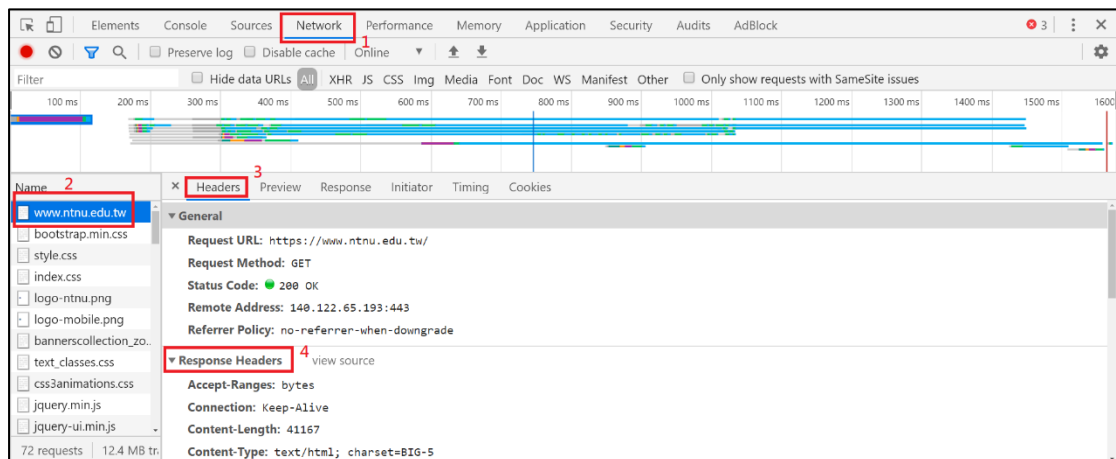 Elements Console Sources Network Performance Memory Application Security Audits AdBlock 3
1
Preserve log Disable cache Online
Filter Hide data URLs All XHR JS CSS Img Media Font Doc WS Manifest Other Only show requests with SameSite issues
100 ms 200 ms 300 ms 400 ms 500 ms 600 ms 700 ms 800 ms 900 ms 1000 ms 1100 ms 1200 ms 1300 ms 1400 ms 1500 ms 1600
Name 2
www.ntnu.edu.tw
bootstrap.min.css
style.css
index.css
logo-ntnu.png
logo-mobile.png
bannerscollection_zo...
text_classes.css
css3animations.css
jquery.min.js
jquery-ui.min.js
72 requests 12.4 MB tr
3
× Headers Preview Response Initiator Timing Cookies
General
Request URL: https://www.ntnu.edu.tw/
Request Method: GET
Status Code: 200 OK
Remote Address: 140.122.65.193:443
Referrer Policy: no-referrer-when-downgrade
Response Headers 4 view source
Accept-Ranges: bytes
Connection: Keep-Alive
Content-Length: 41167
Content-Type: text/html; charset=BIG-5